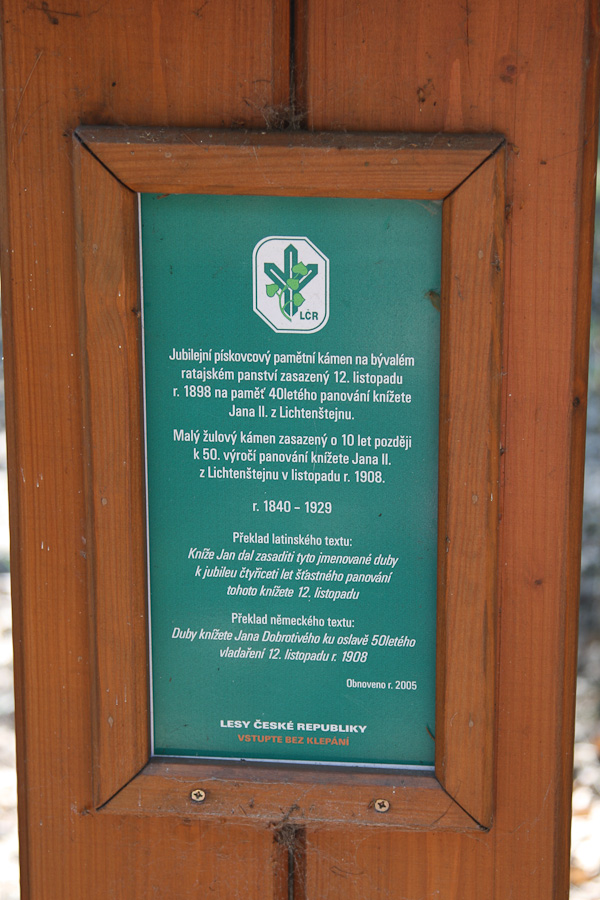 LČR
Jubilejní pískovcový pamětní kámen na bývalém
ratajském panství zasazený 12. listopadu
r. 1898 na paměť 40letého panování knížete
Jana II. z Lichtenštejnu.
Malý žulový kámen zasazený o 10 let později
k 50. výročí panování knížete Jana II.
z Lichtenštejnu v listopadu r. 1908.
r. 1840 - 1929
Překlad latinského textu:
Kníže Jan dal zasaditi tyto jmenované duby
k jubileu čtyřiceti let šťastného panování
tohoto knížete 12. listopadu
Překlad německého textu:
Duby knížete Jana Dobrotivého ku oslavě 50letého
vladaření 12. listopadu r. 1908
Obnoveno r. 2005
LESY ČESKÉ REPUBLIKY
VSTUPTE BEZ KLEPÁNÍ